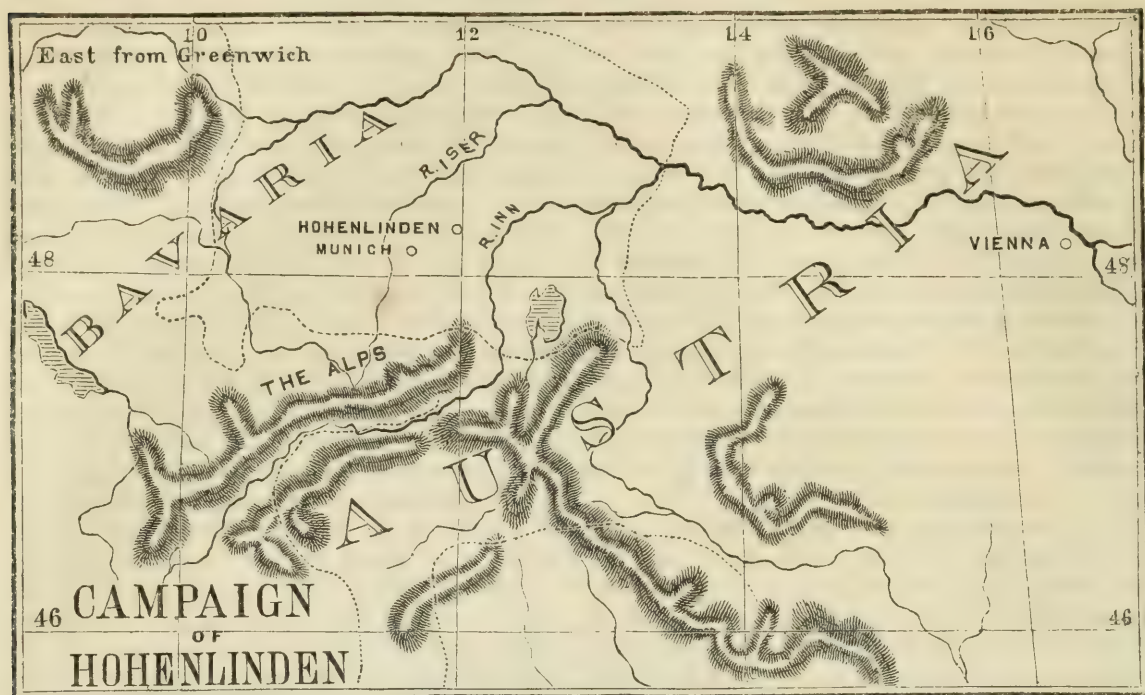 10 12 14 16
East from Greenwich
BAVARIA
R. ISER
R. INN
HOHENLINDEN
MUNICH
VIENNA
48 48
THE ALPS
AUSTRIA
46 46
CAMPAIGN
OF
HOHENLINDEN